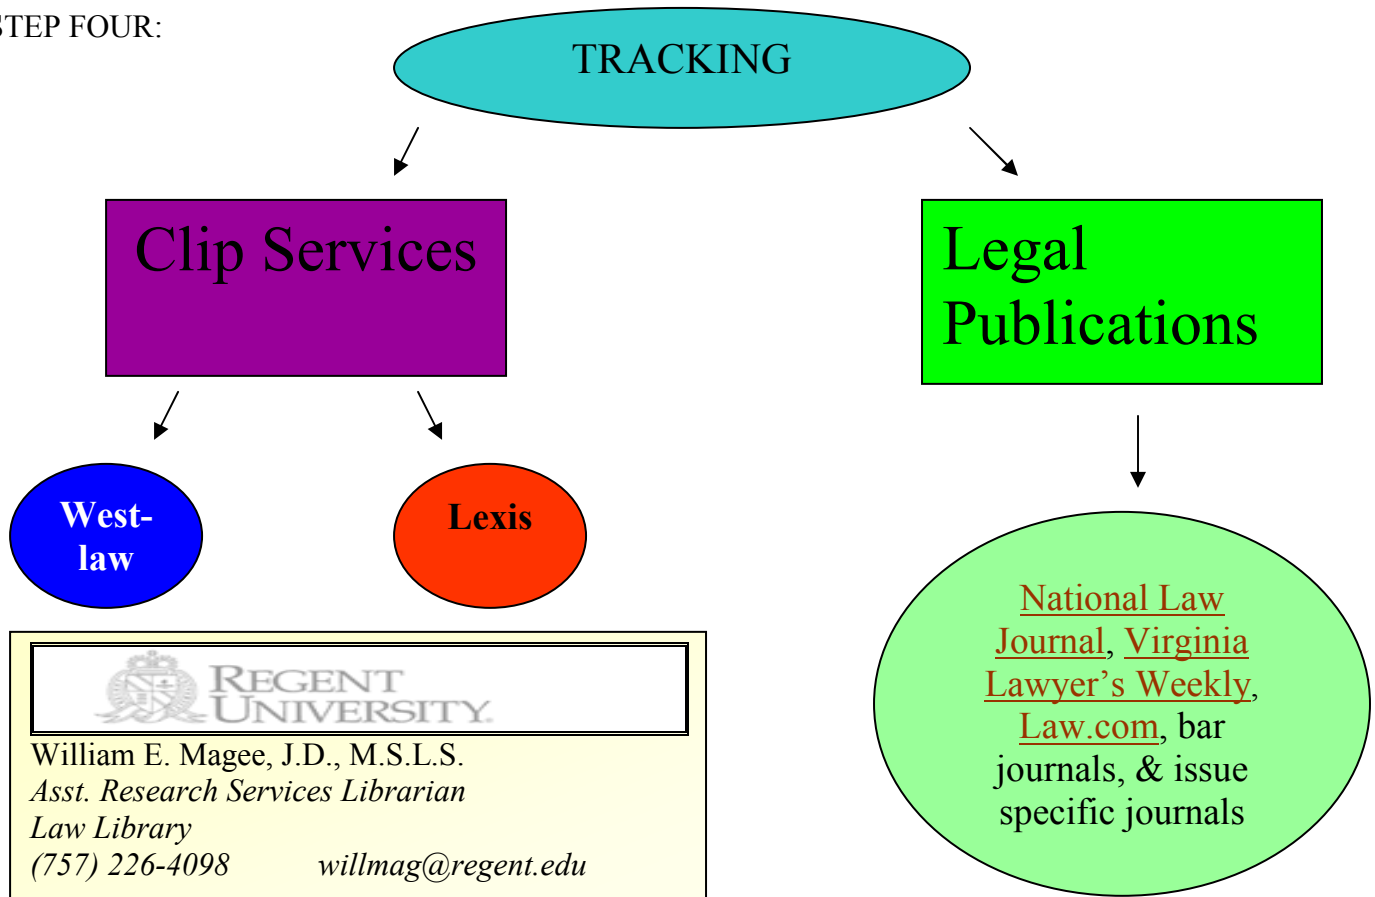 STEP FOUR:
TRACKING
Clip Services
Legal
Publications
West-
law
Lexis
National Law
Journal, Virginia
Lawyer’s Weekly,
Law.com, bar
journals, & issue
specific journals
REGENT
UNIVERSITY.
William E. Magee, J.D., M.S.L.S.
Asst. Research Services Librarian
Law Library
(757) 226-4098 willmag@regent.edu